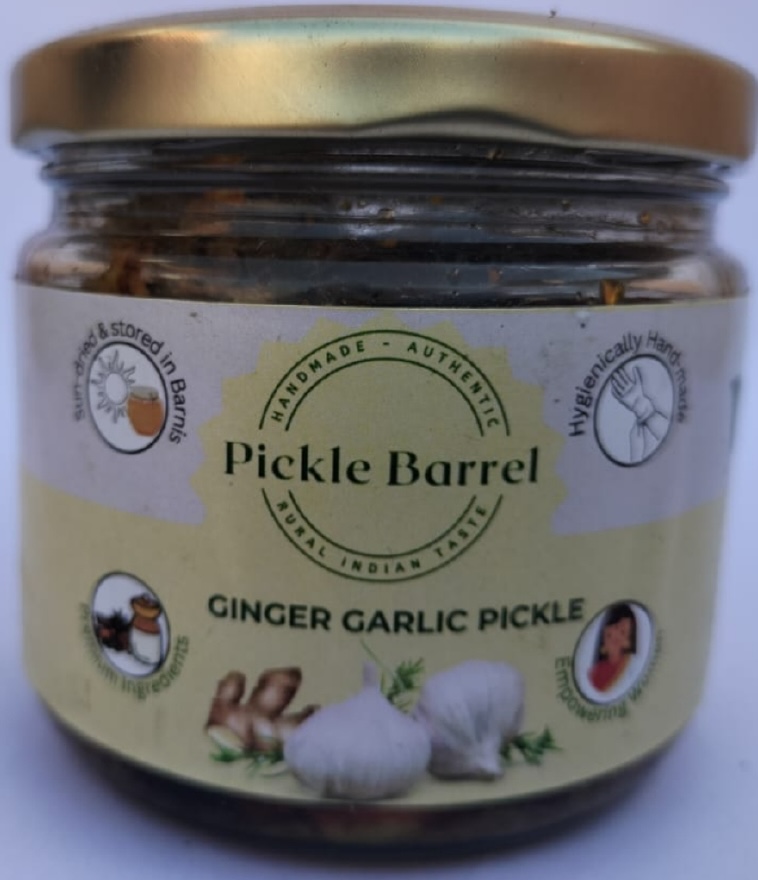 Sun-dried & stored in Barnis
HANDMADE - AUTHENTIC
Hygienically Hand-made
Pickle Barrel
RURAL INDIAN TASTE
GINGER GARLIC PICKLE
Premium Ingredients
Empowering Women